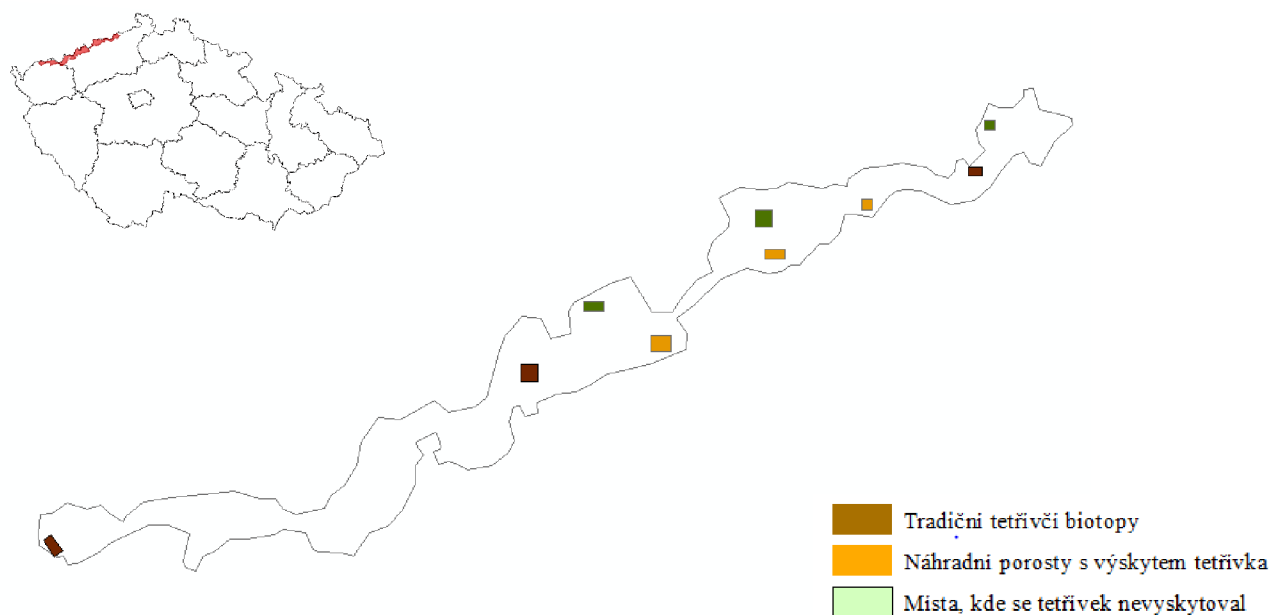 Tradiční tetřívčí biotopy
Náhradní porosty s výskytem tetřívka
Místa, kde se tetřívek nevyskytoval